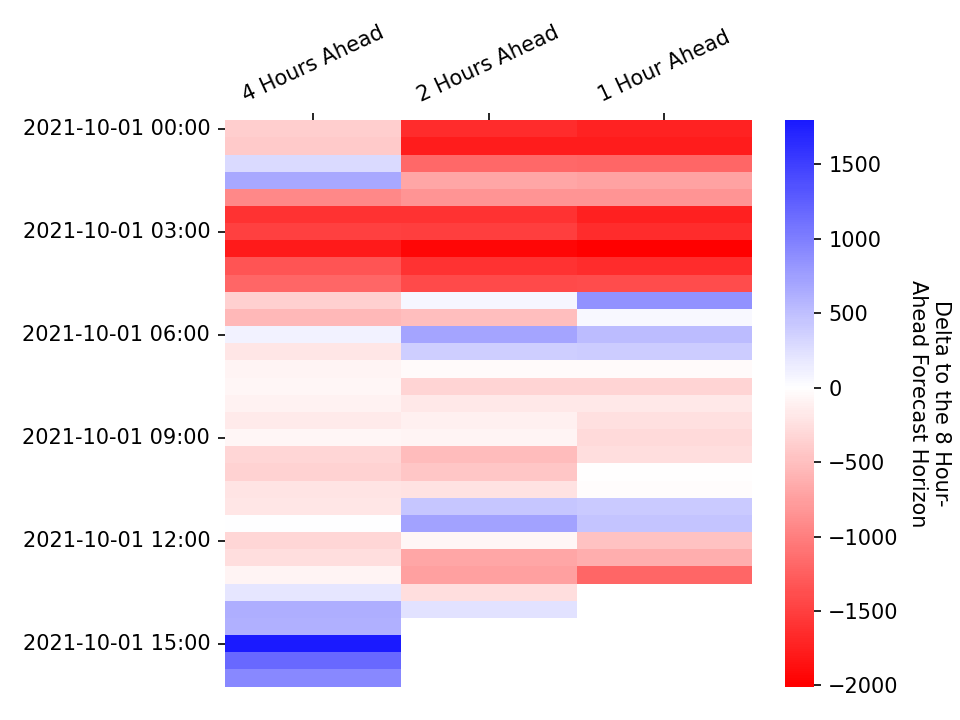 4 Hours Ahead
2 Hours Ahead
1 Hour Ahead
2021-10-01 00:00
2021-10-01 03:00
2021-10-01 06:00
2021-10-01 09:00
2021-10-01 12:00
2021-10-01 15:00
1500
1000
500
0
−500
−1000
−1500
−2000
Delta to the 8 Hour-
Ahead Forecast Horizon